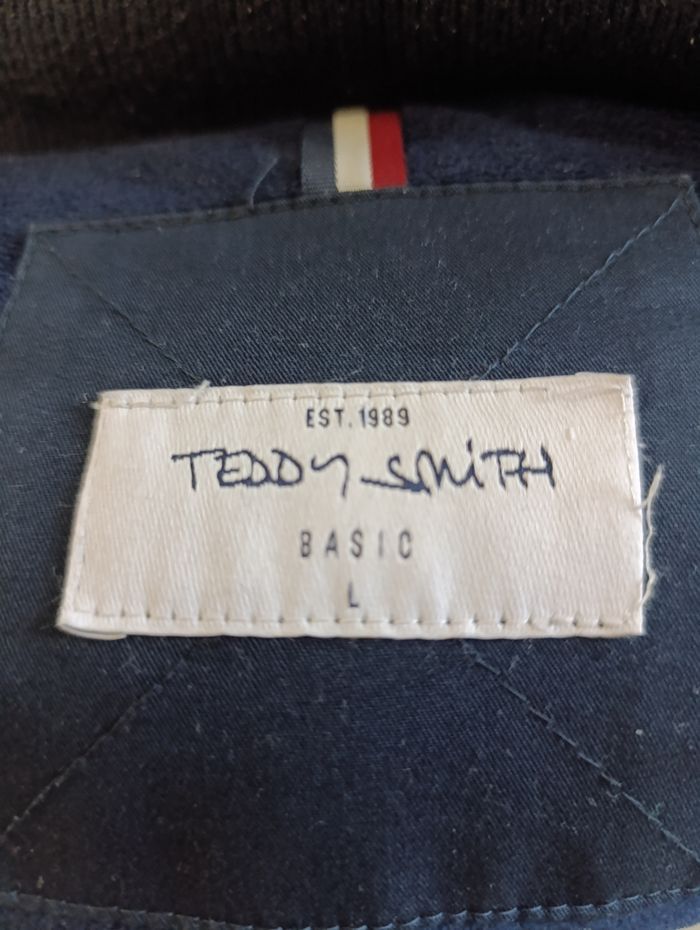 EST. 1989
TEDDY SMITH
BASIC
L